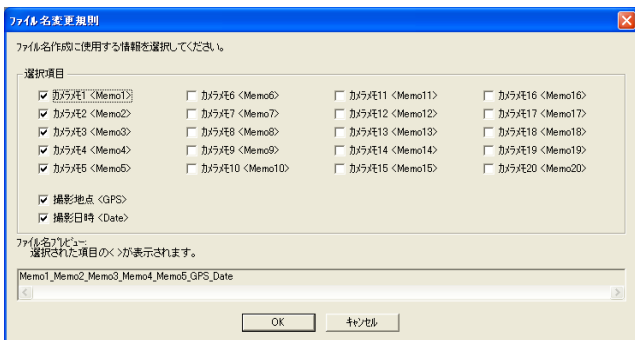 ファイル名変更規則
ファイル名作成に使用する情報を選択してください。
選択項目
カメラメモ1 <Memo1> カメラメモ6 <Memo6> カメラメモ11 <Memo11> カメラメモ16 <Memo16>
カメラメモ2 <Memo2> カメラメモ7 <Memo7> カメラメモ12 <Memo12> カメラメモ17 <Memo17>
カメラメモ3 <Memo3> カメラメモ8 <Memo8> カメラメモ13 <Memo13> カメラメモ18 <Memo18>
カメラメモ4 <Memo4> カメラメモ9 <Memo9> カメラメモ14 <Memo14> カメラメモ19 <Memo19>
カメラメモ5 <Memo5> カメラメモ10 <Memo10> カメラメモ15 <Memo15> カメラメモ20 <Memo20>
撮影地点 <GPS>
撮影日時 <Date>
ファイル名プレビュー:
選択された項目の< >が表示されます。
Memo1_Memo2_Memo3_Memo4_Memo5_GPS_Date
OK キャンセル